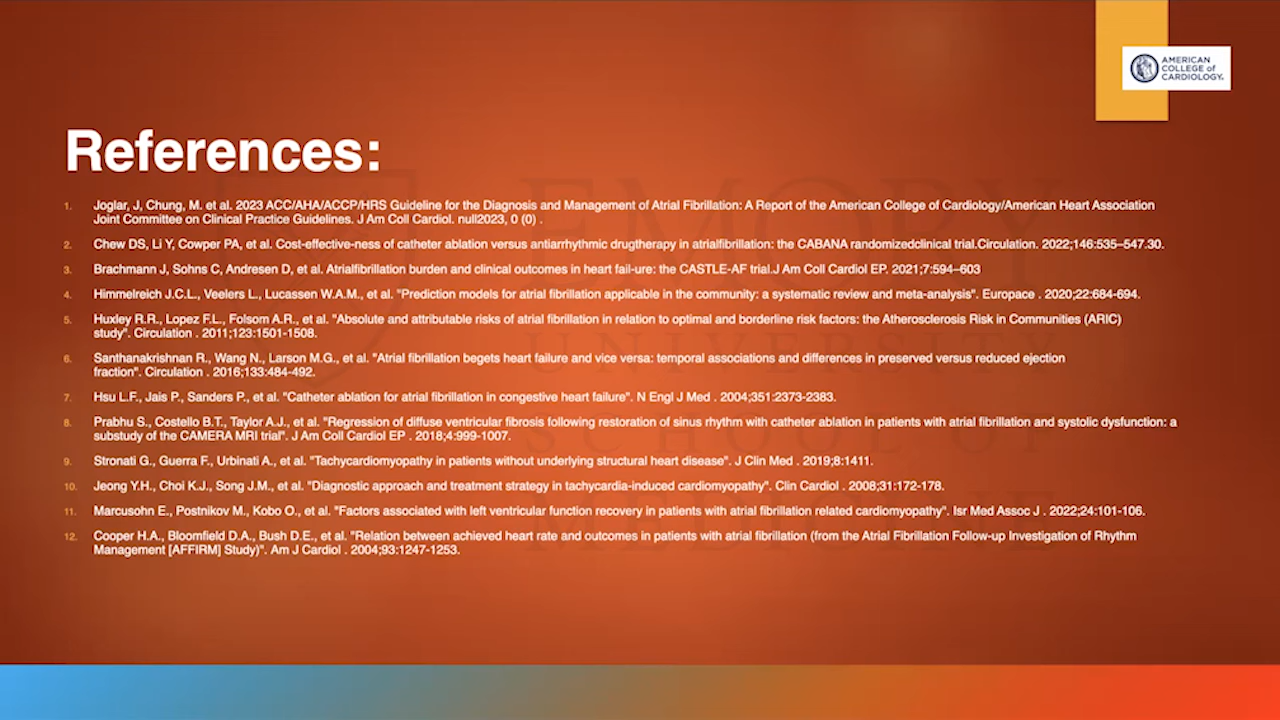 AMERICAN
COLLEGE of
CARDIOLOGY.
References:
1. Joglar, J, Chung, M. et al. 2023 ACC/AHA/ACCP/HRS Guideline for the Diagnosis and Management of Atrial Fibrillation: A Report of the American College of Cardiology/American Heart Association
Joint Committee on Clinical Practice Guidelines. J Am Coll Cardiol. null2023, 0 (0) .
2. Chew DS, Li Y, Cowper PA, et al. Cost-effective-ness of catheter ablation versus antiarrhythmic drugtherapy in atrialfibrillation: the CABANA randomizedclinical trial.Circulation. 2022;146:535–547.30.
3. Brachmann J, Sohns C, Andresen D, et al. Atrialfibrillation burden and clinical outcomes in heart fail-ure: the CASTLE-AF trial.J Am Coll Cardiol EP. 2021;7:594–603
4. Himmelreich J.C.L., Veelers L., Lucassen W.A.M., et al. "Prediction models for atrial fibrillation applicable in the community: a systematic review and meta-analysis". Europace . 2020;22:684-694.
5. Huxley R.R., Lopez F.L., Folsom A.R., et al. "Absolute and attributable risks of atrial fibrillation in relation to optimal and borderline risk factors: the Atherosclerosis Risk in Communities (ARIC)
study". Circulation . 2011;123:1501-1508.
6. Santhanakrishnan R., Wang N., Larson M.G., et al. "Atrial fibrillation begets heart failure and vice versa: temporal associations and differences in preserved versus reduced ejection
fraction". Circulation . 2016;133:484-492.
7. Hsu L.F., Jais P., Sanders P., et al. "Catheter ablation for atrial fibrillation in congestive heart failure". N Engl J Med . 2004;351:2373-2383.
8. Prabhu S., Costello B.T., Taylor A.J., et al. "Regression of diffuse ventricular fibrosis following restoration of sinus rhythm with catheter ablation in patients with atrial fibrillation and systolic dysfunction: a
substudy of the CAMERA MRI trial". J Am Coll Cardiol EP . 2018;4:999-1007.
9. Stronati G., Guerra F., Urbinati A., et al. "Tachycardiomyopathy in patients without underlying structural heart disease". J Clin Med . 2019;8:1411.
10. Jeong Y.H., Choi K.J., Song J.M., et al. "Diagnostic approach and treatment strategy in tachycardia-induced cardiomyopathy". Clin Cardiol . 2008;31:172-178.
11. Marcusohn E., Postnikov M., Kobo O., et al. "Factors associated with left ventricular function recovery in patients with atrial fibrillation related cardiomyopathy". Isr Med Assoc J . 2022;24:101-106.
12. Cooper H.A., Bloomfield D.A., Bush D.E., et al. "Relation between achieved heart rate and outcomes in patients with atrial fibrillation (from the Atrial Fibrillation Follow-up Investigation of Rhythm
Management [AFFIRM] Study)". Am J Cardiol . 2004;93:1247-1253.
EMORY
UNIVERSITY
SCHOOL OF
MEDICINE